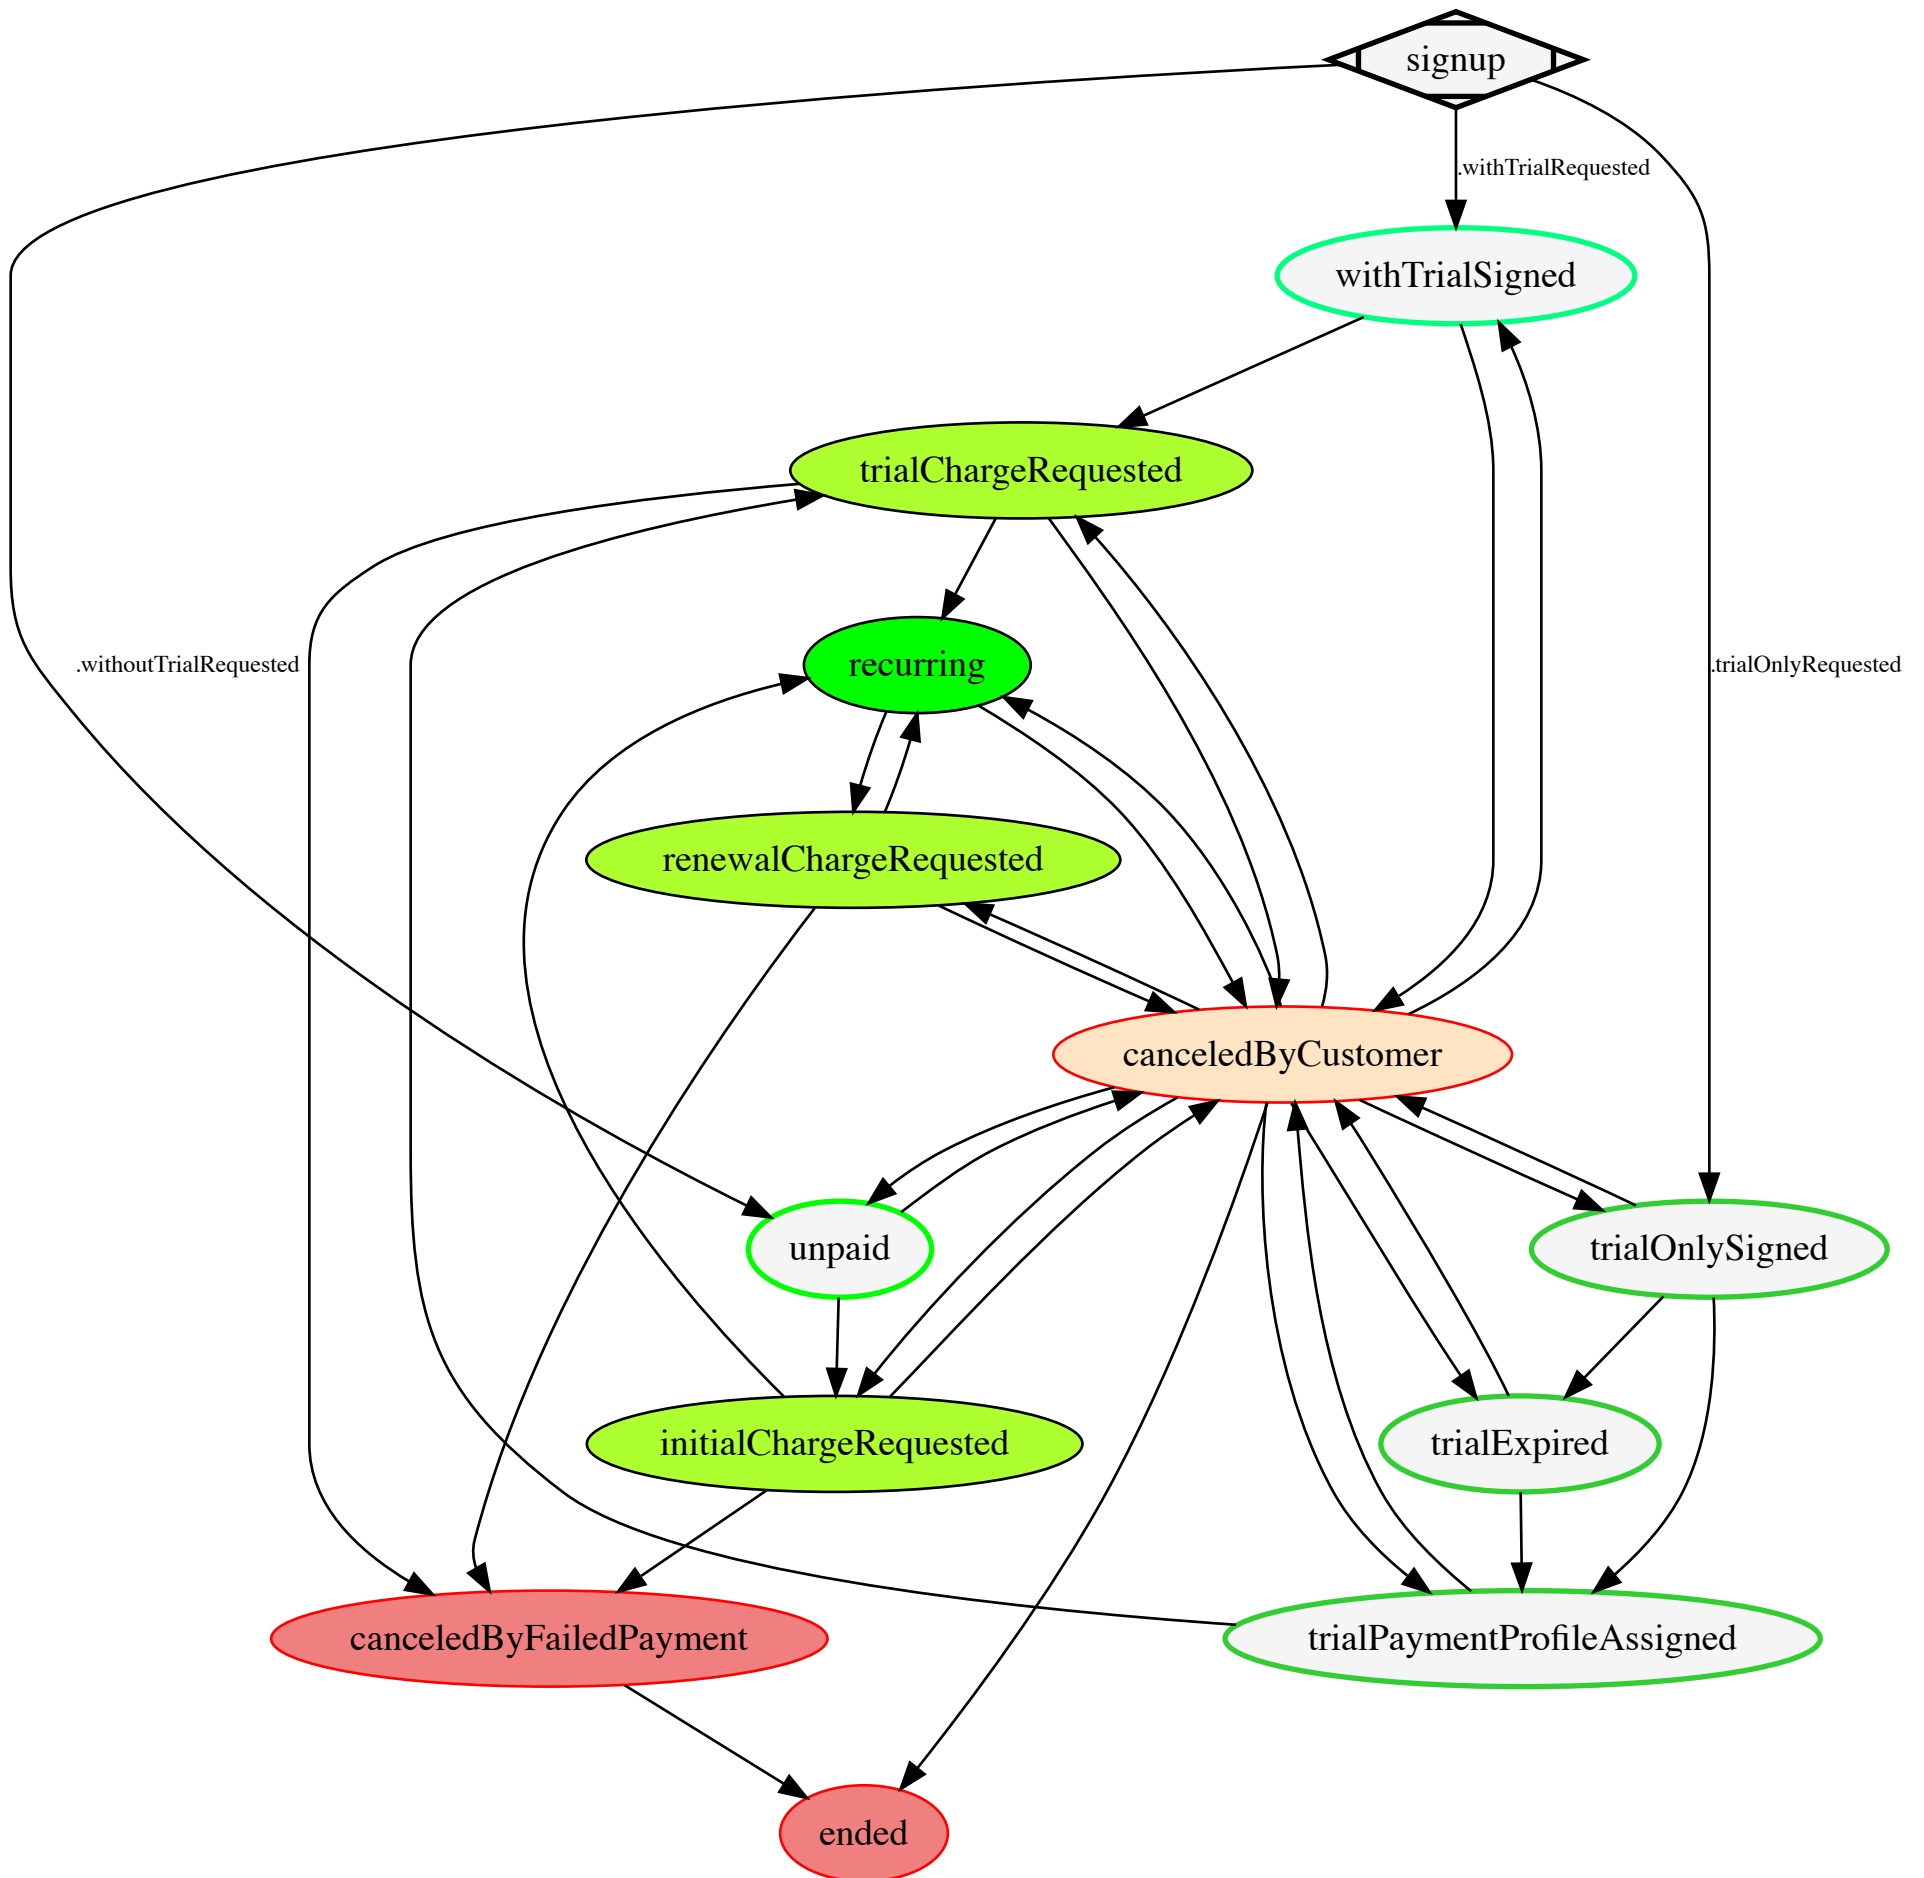 signup
.withTrialRequested
withTrialSigned
trialChargeRequested
recurring
.withoutTrialRequested
.trialOnlyRequested
renewalChargeRequested
canceledByCustomer
unpaid
trialOnlySigned
initialChargeRequested
trialExpired
canceledByFailedPayment
trialPaymentProfileAssigned
ended